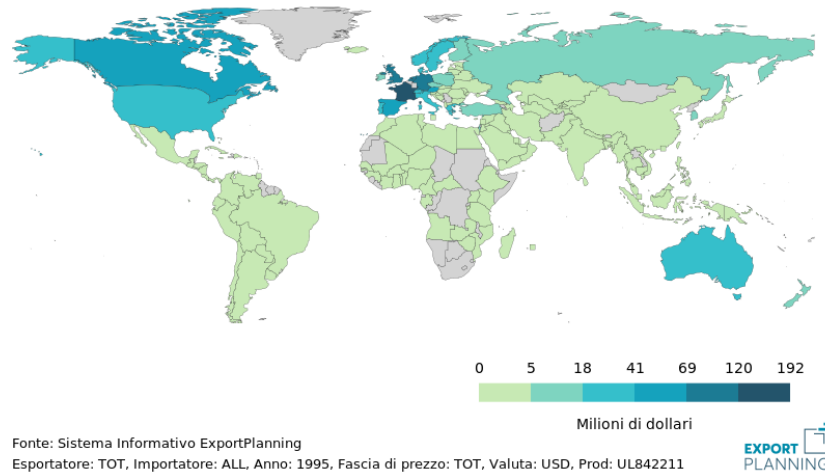 0 5 18 41 69 120 192
Milioni di dollari
Fonte: Sistema Informativo ExportPlanning
Esportatore: TOT, Importatore: ALL, Anno: 1995, Fascia di prezzo: TOT, Valuta: USD, Prod: UL842211
EXPORT
PLANNING